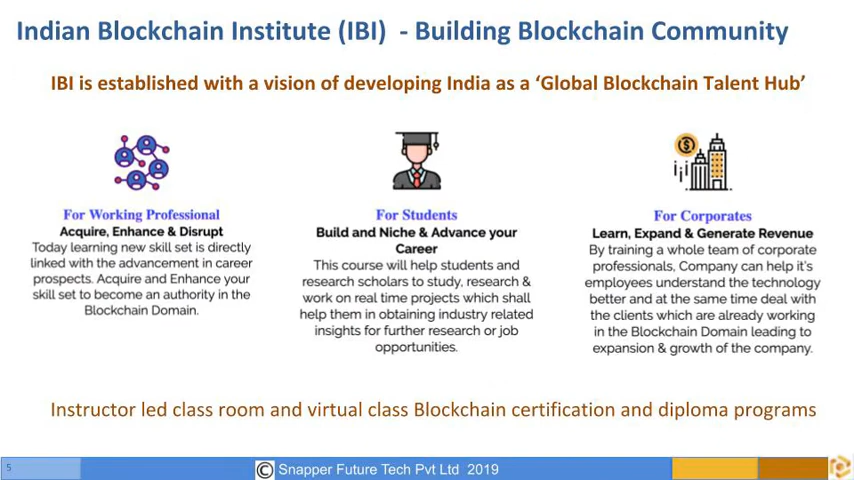 Indian Blockchain Institute (IBI) - Building Blockchain Community
IBI is established with a vision of developing India as a ‘Global Blockchain Talent Hub’
For Working Professional
Acquire, Enhance & Disrupt
Today learning new skill set is directly
linked with the advancement in career
prospects. Acquire and Enhance your
skill set to become an authority in the
Blockchain Domain.
For Students
Build and Niche & Advance your
Career
This course will help students and
research scholars to study, research &
work on real time projects which shall
help them in obtaining industry related
insights for further research or job
opportunities.
For Corporates
Learn, Expand & Generate Revenue
By training a whole team of corporate
professionals, Company can help it's
employees understand the technology
better and at the same time deal with
the clients which are already working
in the Blockchain Domain leading to
expansion & growth of the company.
Instructor led class room and virtual class Blockchain certification and diploma programs
5
© Snapper Future Tech Pvt Ltd 2019